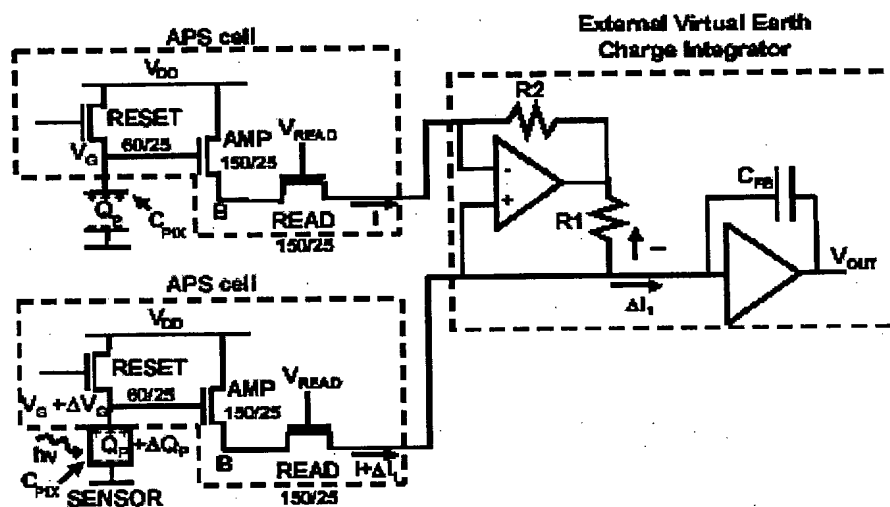 External Virtual Earth
Charge Integrator
APS cell
V_DD
R2
RESET
AMP
V_READ
V_G
60/25
150/25
-
C_FB
Q_P
+
C_PIX
B
READ
I
R1
150/25
V_OUT
APS cell
ΔI_1
V_DD
RESET
AMP
V_READ
V_G +ΔV_G
60/25
150/25
hν
Q_P+ΔQ_P
B
READ
I+ΔI_1
C_PIX
SENSOR
150/25